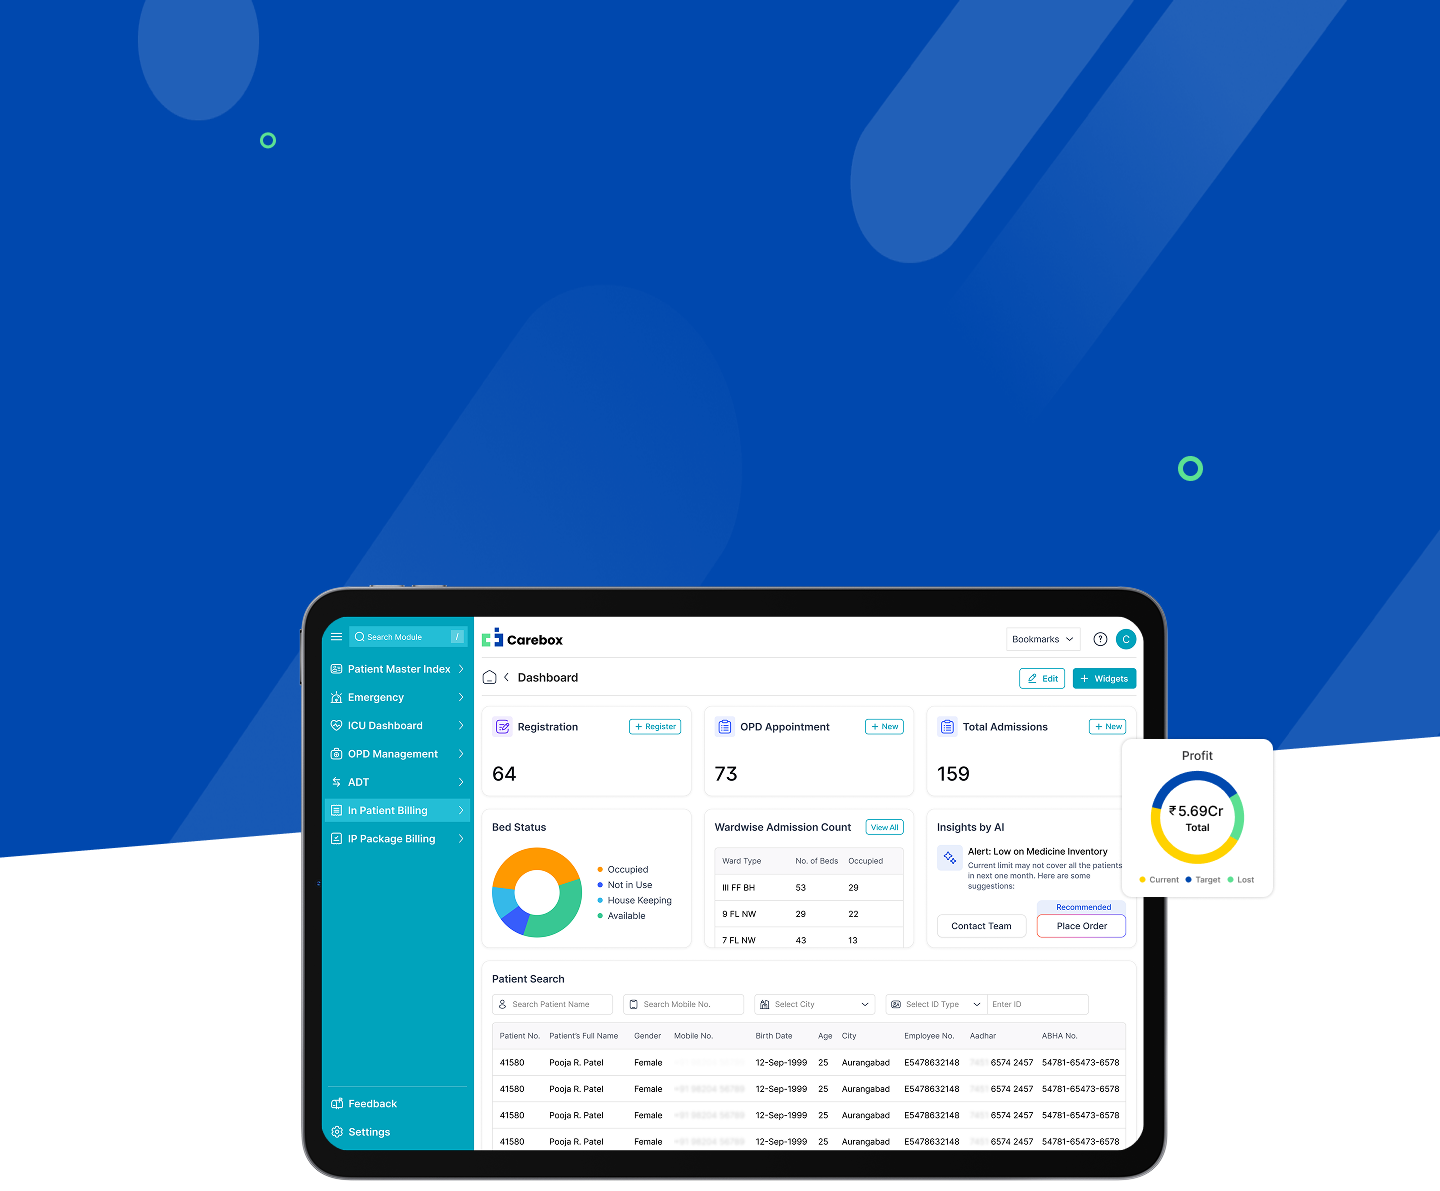 Search Module /
Patient Master Index
Emergency
ICU Dashboard
OPD Management
ADT
In Patient Billing
IP Package Billing
Feedback
Settings
Carebox
Bookmarks
? C
Dashboard
Edit
+ Widgets
Registration
+ Register
64
OPD Appointment
+ New
73
Total Admissions
+ New
159
Profit
₹5.69Cr
Total
Current Target Lost
Bed Status
Occupied
Not in Use
House Keeping
Available
Wardwise Admission Count
View All
Ward Type No. of Beds Occupied
III FF BH 53 29
9 FL NW 29 22
7 FL NW 43 13
Insights by AI
Alert: Low on Medicine Inventory
Current limit may not cover all the patients
in next one month. Here are some
suggestions:
Recommended
Contact Team
Place Order
Patient Search
Search Patient Name
Search Mobile No.
Select City
Select ID Type
Enter ID
Patient No. Patient's Full Name Gender Mobile No. Birth Date Age City Employee No. Aadhar ABHA No.
41580 Pooja R. Patel Female 12-Sep-1999 25 Aurangabad E5478632148 6574 2457 54781-65473-6578
41580 Pooja R. Patel Female 12-Sep-1999 25 Aurangabad E5478632148 6574 2457 54781-65473-6578
41580 Pooja R. Patel Female 12-Sep-1999 25 Aurangabad E5478632148 6574 2457 54781-65473-6578
41580 Pooja R. Patel Female 12-Sep-1999 25 Aurangabad E5478632148 6574 2457 54781-65473-6578